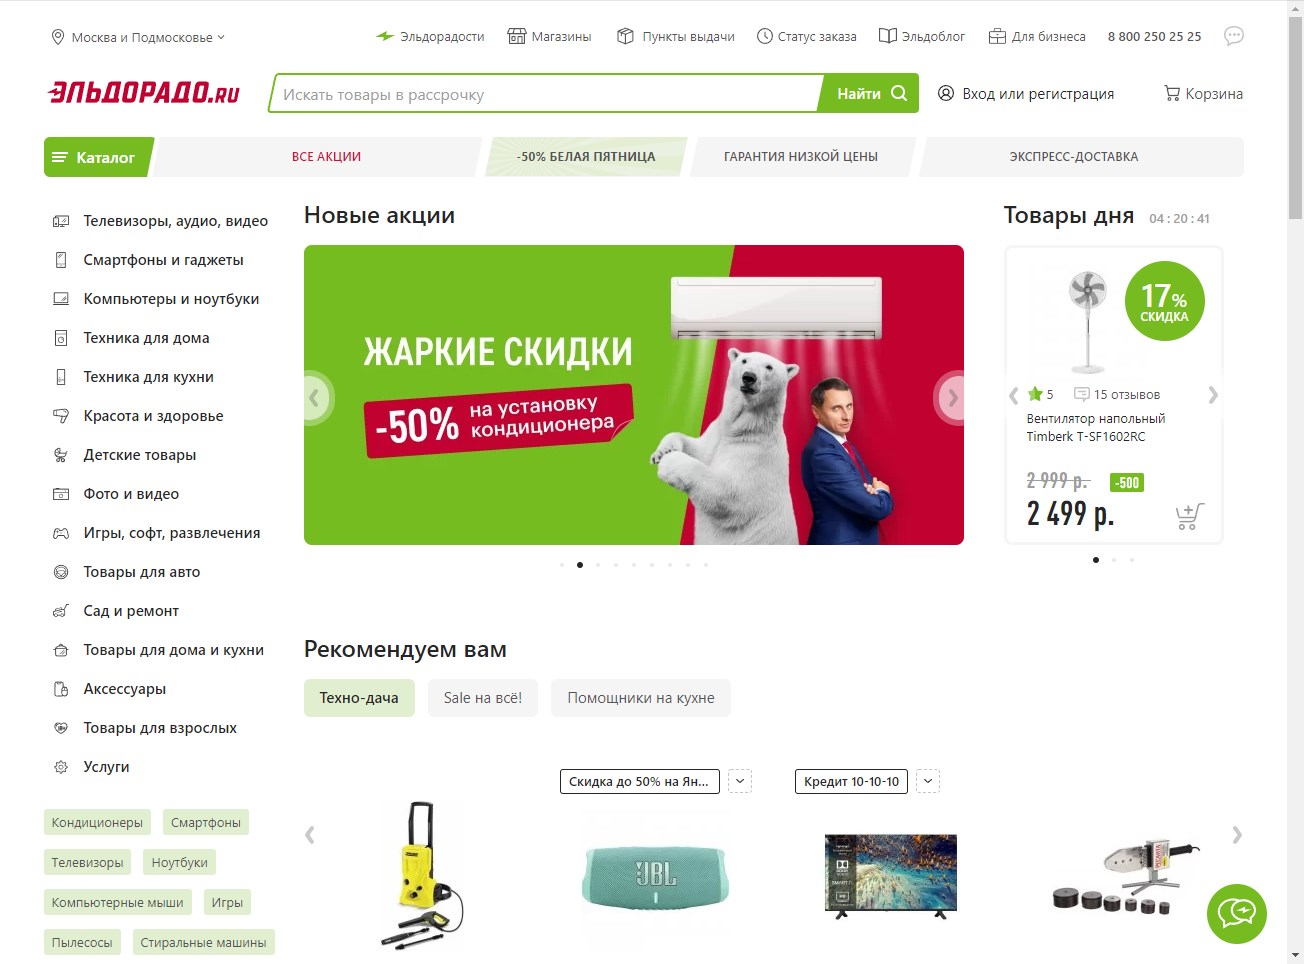 Москва и Подмосковье
Эльдорадости
Магазины
Пункты выдачи
Статус заказа
Эльдоблог
Для бизнеса
8 800 250 25 25
ЭЛЬДОРАДО.RU
Искать товары в рассрочку
Найти
Вход или регистрация
Корзина
Каталог
ВСЕ АКЦИИ
-50% БЕЛАЯ ПЯТНИЦА
ГАРАНТИЯ НИЗКОЙ ЦЕНЫ
ЭКСПРЕСС-ДОСТАВКА
Телевизоры, аудио, видео
Смартфоны и гаджеты
Компьютеры и ноутбуки
Техника для дома
Техника для кухни
Красота и здоровье
Детские товары
Фото и видео
Игры, софт, развлечения
Товары для авто
Сад и ремонт
Товары для дома и кухни
Аксессуары
Товары для взрослых
Услуги
Кондиционеры
Смартфоны
Телевизоры
Ноутбуки
Компьютерные мыши
Игры
Пылесосы
Стиральные машины
Новые акции
ЖАРКИЕ СКИДКИ
-50% на установку
кондиционера
Товары дня
04 : 20 : 41
17%
СКИДКА
5
15 отзывов
Вентилятор напольный
Timberk T-SF1602RC
2 999 р.
-500
2 499 р.
Рекомендуем вам
Техно-дача
Sale на всё!
Помощники на кухне
Скидка до 50% на Ян...
Кредит 10-10-10
JBL